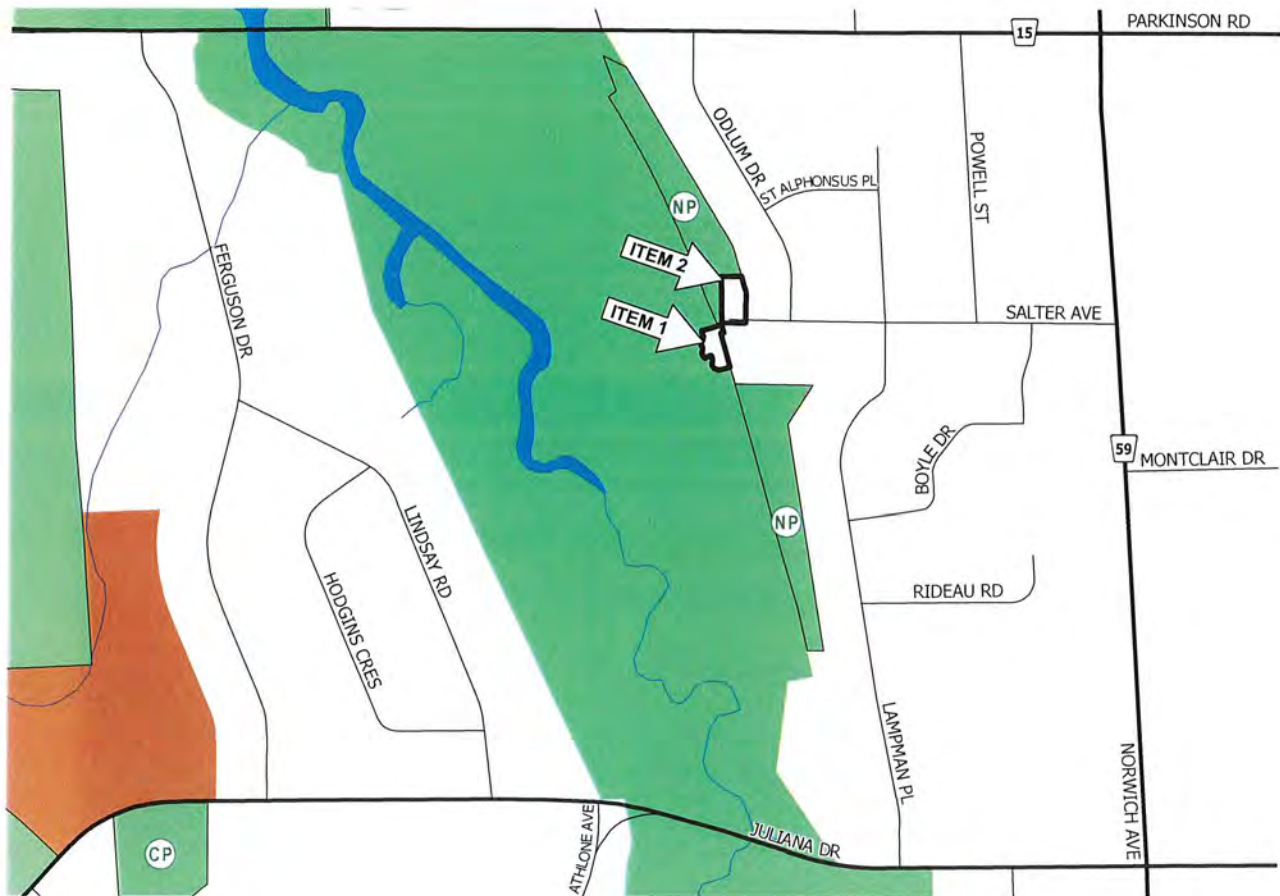 PARKINSON RD
15
ODLUM DR
POWELL ST
ST ALPHONSUS PL
NP
ITEM 2
FERGUSON DR
ITEM 1
SALTER AVE
BOYLE DR
59
MONTCLAIR DR
LINDSAY RD
NP
HODGINS CRES
RIDEAU RD
LAMPMAN PL
NORWICH AVE
ATHLONE AVE
JULIANA DR
CP